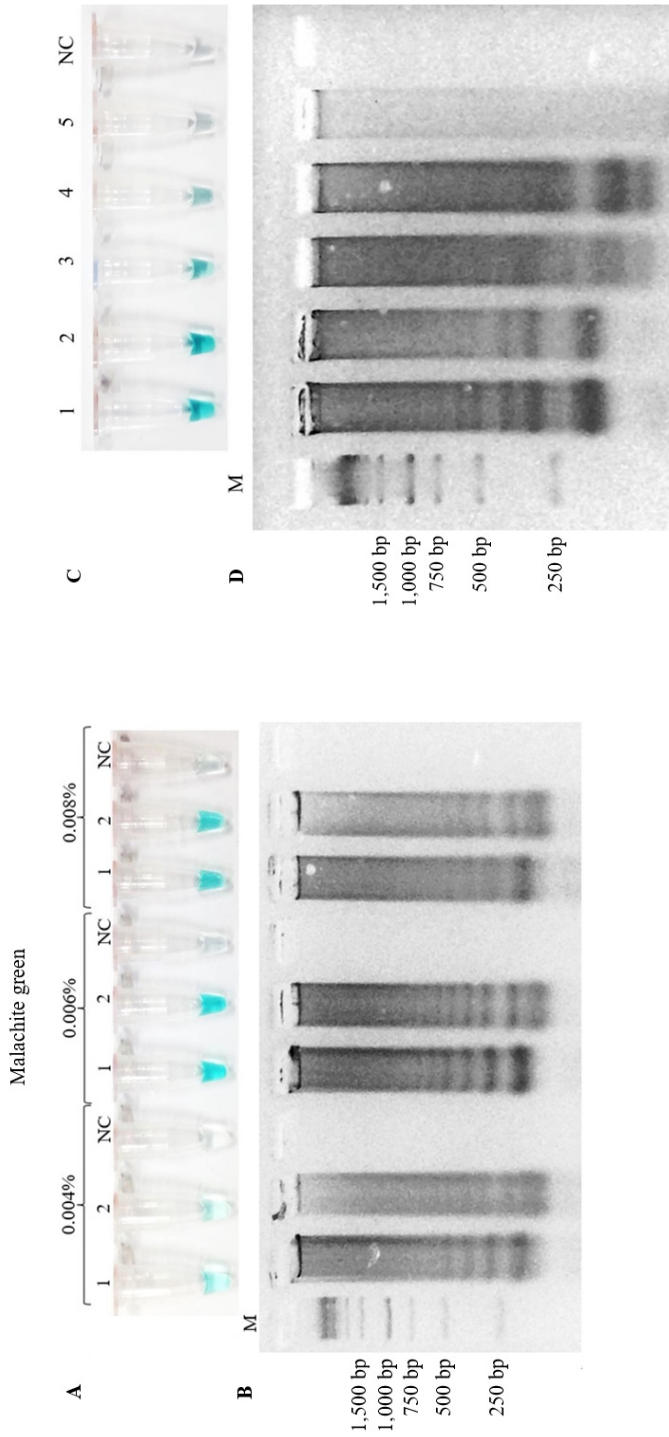 Malachite green
A
0.004% 0.006% 0.008%
1 2 NC 1 2 NC 1 2 NC
B
M
1,500 bp
1,000 bp
750 bp
500 bp
250 bp
C
1 2 3 4 5 NC
D
M
1,500 bp
1,000 bp
750 bp
500 bp
250 bp